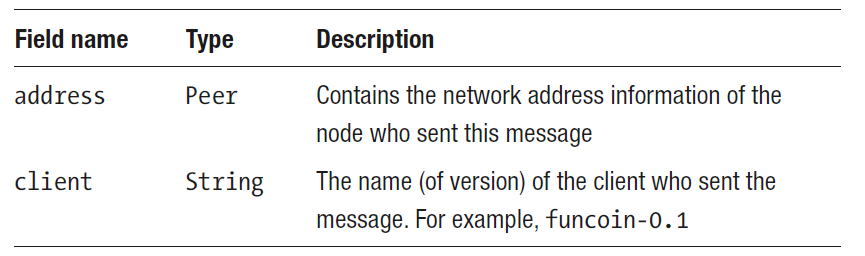 Field name Type Description
address Peer Contains the network address information of the
node who sent this message
client String The name (of version) of the client who sent the
message. For example, funcoin-0.1